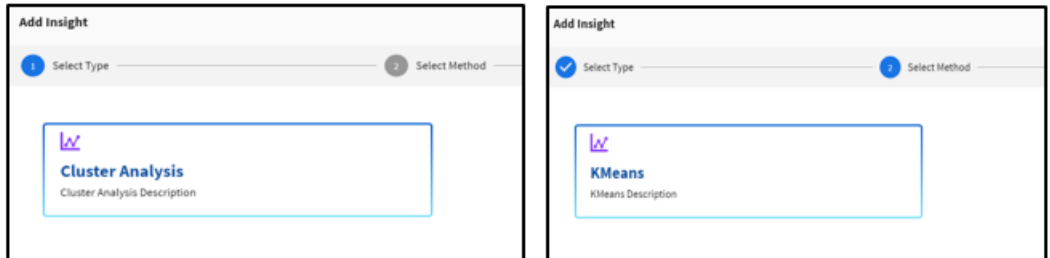 Add Insight
1 Select Type 2 Select Method
Cluster Analysis
Cluster Analysis Description
Add Insight
Select Type 2 Select Method
KMeans
KMeans Description